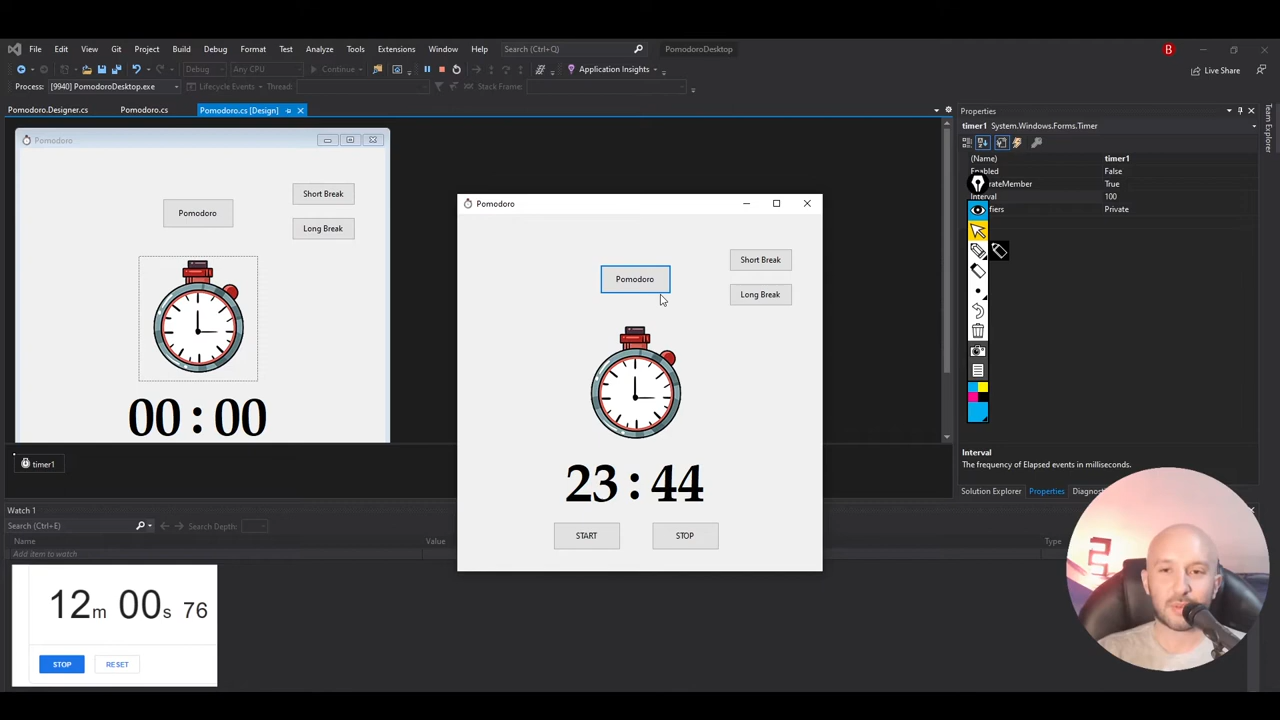 File Edit View Git Project Build Debug Format Test Analyze Tools Extensions Window Help Search (Ctrl+Q) PomodoroDesktop B
Debug Any CPU Continue Application Insights Live Share
Process: [9940] PomodoroDesktop.exe Lifecycle Events Thread: Stack Frame:
Pomodoro.Designer.cs Pomodoro.cs Pomodoro.cs [Design]
Pomodoro
Short Break
Pomodoro
Long Break
00:00
timer1
Pomodoro
Short Break
Pomodoro
Long Break
23:44
START STOP
Properties
timer1 System.Windows.Forms.Timer
(Name) timer1
Enabled False
rateMember True
Interval 100
fiers Private
Interval
The frequency of Elapsed events in milliseconds.
Solution Explorer Properties Diagno
Team Explorer
Watch 1
Search (Ctrl+E) Search Depth:
Name Value Type
Add item to watch
12m 00s 76
STOP RESET